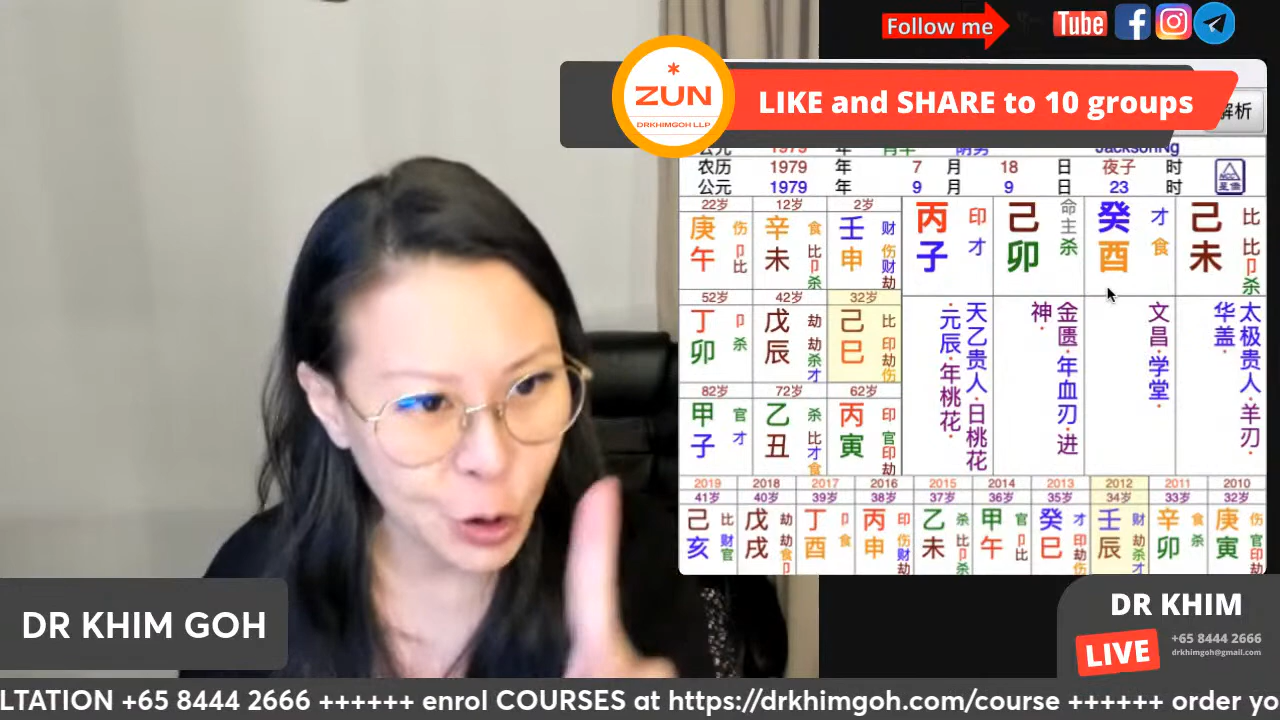 Follow me
Tube
ZUN
DRKHIMGOH LLP
LIKE and SHARE to 10 groups
解析
农历 1979 年 7 月 18 日 夜子 时
公元 1979 年 9 月 9 日 23 时
22岁 12岁 2岁
庚 伤 辛 食 壬 财
午 卩 比 未 比 卩 杀 申 伤 财 劫
丙 印 己 命主 癸 才 己 比
子 才 卯 杀 酉 食 未 比 卩 杀
52岁 42岁 32岁
丁 卩 戊 劫 己 比
卯 杀 辰 劫 杀 才 巳 印 劫 伤
82岁 72岁 62岁
甲 官 乙 杀 丙 印
子 才 丑 比 才 食 寅 官 印 劫
天乙贵人·日桃花
·元辰·年桃花·
金匮·年血刃·进
神·
文昌·学堂·
太极贵人·羊刃·
华盖·
2019 2018 2017 2016 2015 2014 2013 2012 2011 2010
41岁 40岁 39岁 38岁 37岁 36岁 35岁 34岁 33岁 32岁
己 比 戊 劫 丁 卩 丙 印 乙 杀 甲 官 癸 才 壬 财 辛 食 庚 伤
亥 财 官 戌 劫 食 卩 酉 食 申 伤 财 劫 未 比 卩 杀 午 卩 比 巳 印 劫 伤 辰 劫 杀 才 卯 杀 寅 官 印 劫
DR KHIM GOH
DR KHIM
LIVE
+65 8444 2666
drkhimgoh@gmail.com
LTATION +65 8444 2666 ++++++ enrol COURSES at https://drkhimgoh.com/course ++++++ order yo